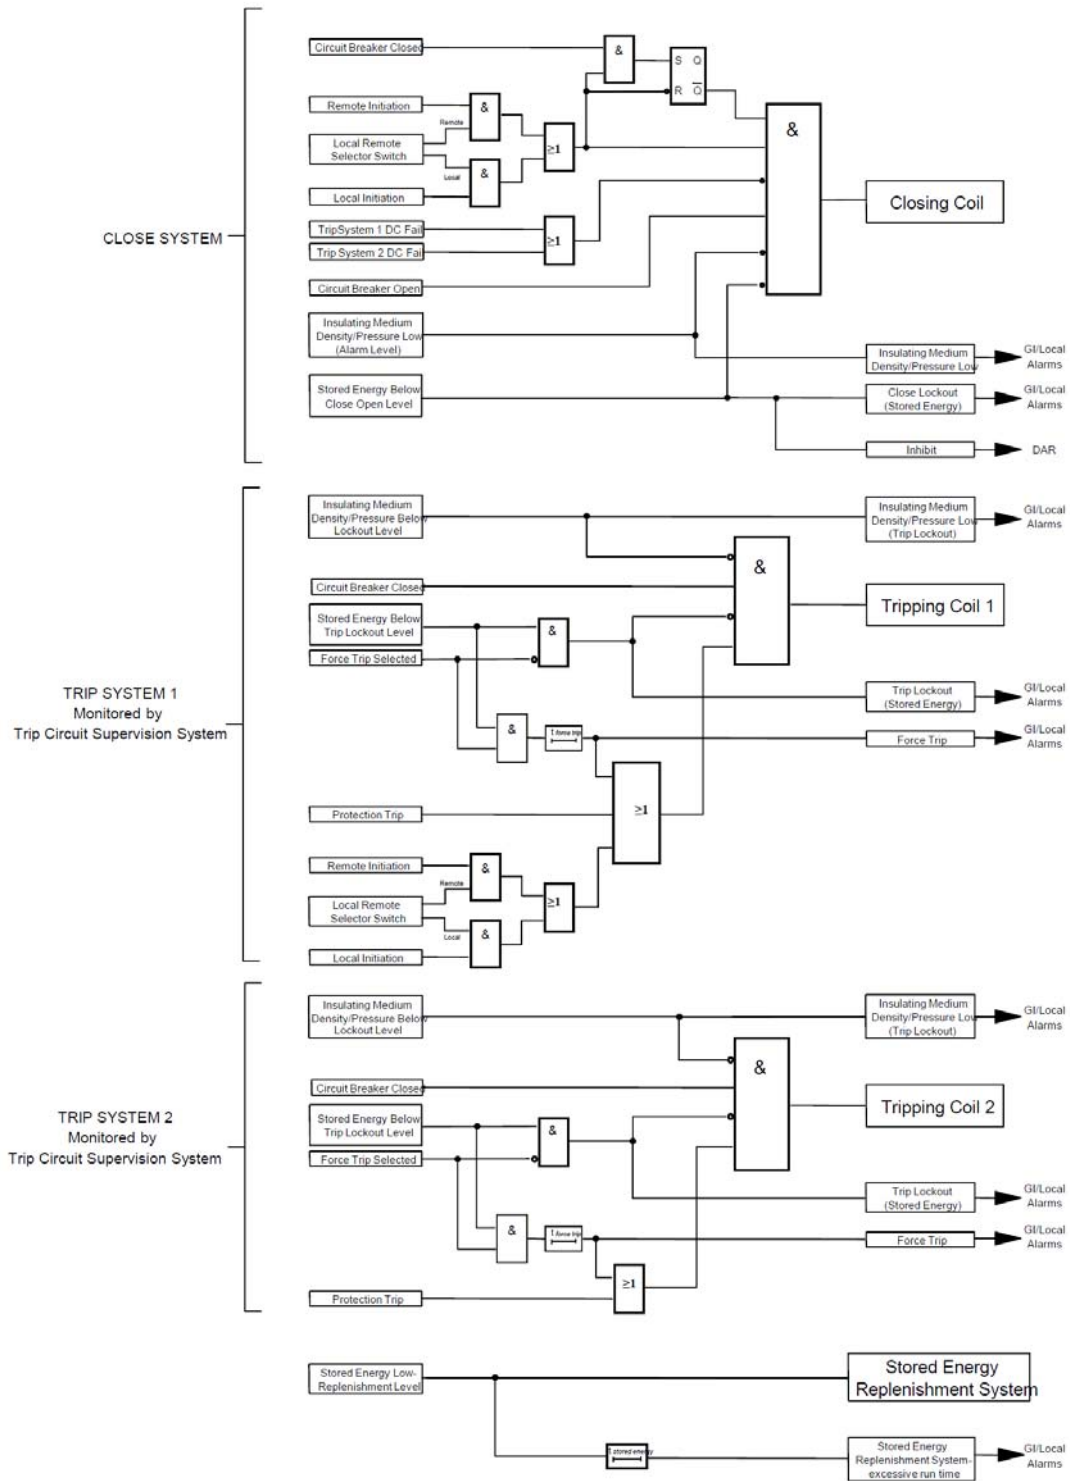 CLOSE SYSTEM
Circuit Breaker Closed
&
S Q
R Q̅
Remote Initiation
&
Remote
Local Remote
Selector Switch
≥1
Local
&
Local Initiation
&
Closing Coil
TripSystem 1 DC Fail
Trip System 2 DC Fail
≥1
Circuit Breaker Open
Insulating Medium
Density/Pressure Low
(Alarm Level)
Insulating Medium
Density/Pressure Low
GI/Local
Alarms
Stored Energy Below
Close Open Level
Close Lockout
(Stored Energy)
GI/Local
Alarms
Inhibit
DAR
TRIP SYSTEM 1
Monitored by
Trip Circuit Supervision System
Insulating Medium
Density/Pressure Below
Lockout Level
Insulating Medium
Density/Pressure Low
(Trip Lockout)
GI/Local
Alarms
&
Circuit Breaker Closed
Tripping Coil 1
Stored Energy Below
Trip Lockout Level
&
Force Trip Selected
Trip Lockout
(Stored Energy)
GI/Local
Alarms
&
t force trip
Force Trip
GI/Local
Alarms
≥1
Protection Trip
Remote Initiation
&
Remote
Local Remote
Selector Switch
≥1
Local
&
Local Initiation
TRIP SYSTEM 2
Monitored by
Trip Circuit Supervision System
Insulating Medium
Density/Pressure Below
Lockout Level
Insulating Medium
Density/Pressure Low
(Trip Lockout)
GI/Local
Alarms
&
Circuit Breaker Closed
Tripping Coil 2
Stored Energy Below
Trip Lockout Level
&
Force Trip Selected
Trip Lockout
(Stored Energy)
GI/Local
Alarms
&
t force trip
Force Trip
GI/Local
Alarms
≥1
Protection Trip
Stored Energy Low-
Replenishment Level
Stored Energy
Replenishment System
t stored energy
Stored Energy
Replenishment System-
excessive run time
GI/Local
Alarms